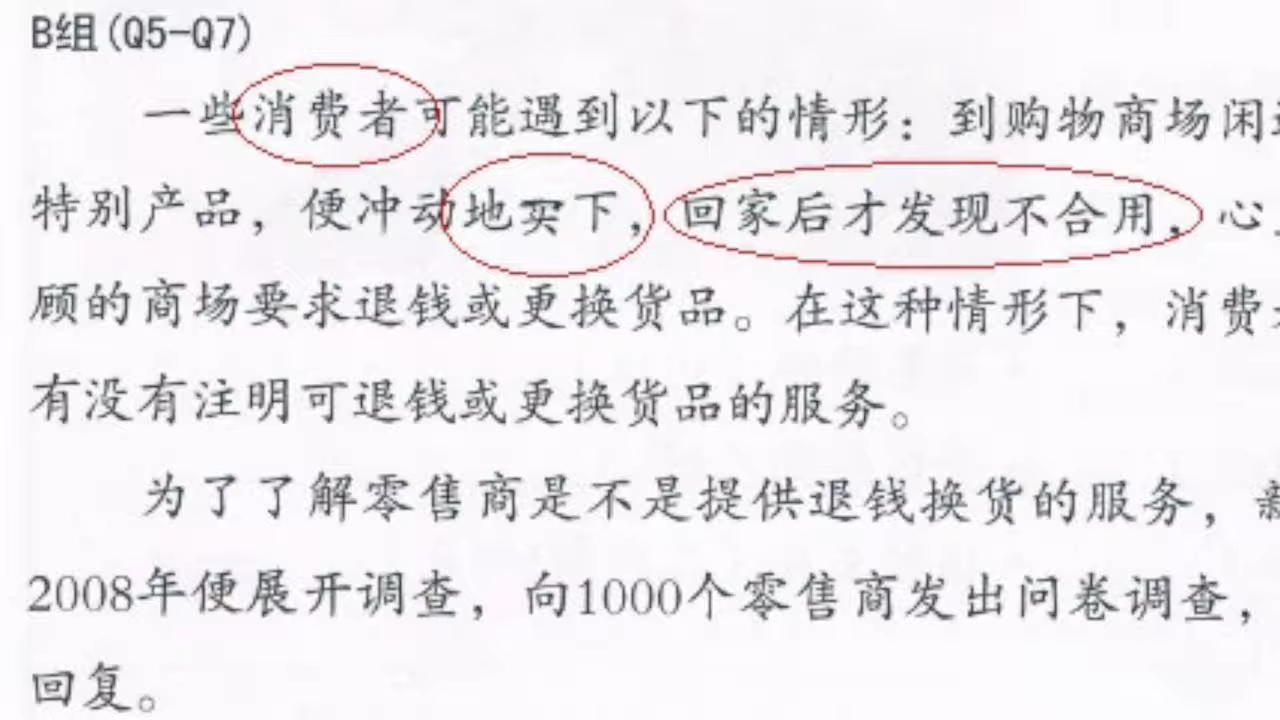 B组(Q5-Q7)
一些消费者可能遇到以下的情形：到购物商场闲
特别产品，便冲动地买下，回家后才发现不合用，心
顾的商场要求退钱或更换货品。在这种情形下，消费
有没有注明可退钱或更换货品的服务。
为了了解零售商是不是提供退钱换货的服务，
2008年便展开调查，向1000个零售商发出问卷调查，
回复。